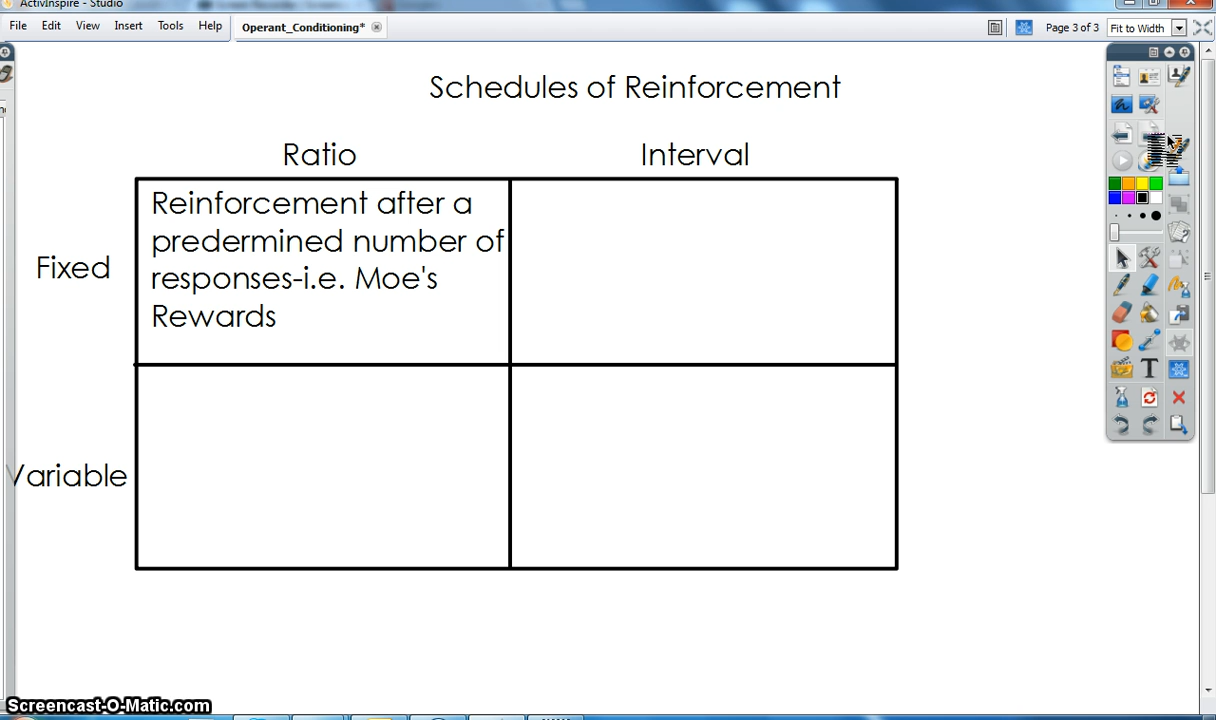 ActivInspire - Studio
File Edit View Insert Tools Help Operant_Conditioning* Page 3 of 3 Fit to Width
Schedules of Reinforcement
Ratio Interval
Reinforcement after a
predermined number of
responses-i.e. Moe's
Rewards
Fixed
Variable
T
Screencast-O-Matic.com